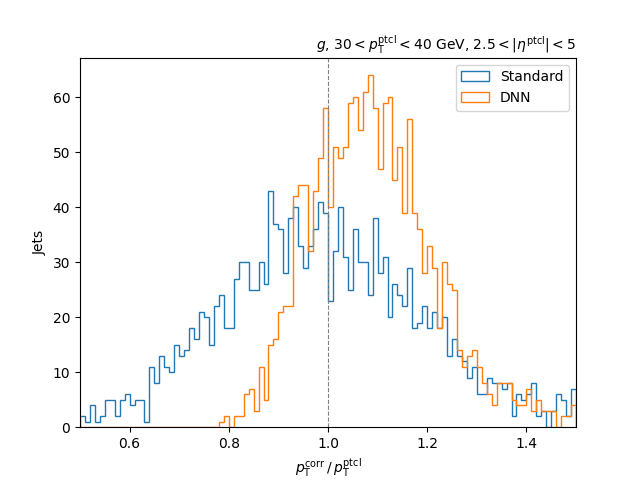 g, 30 < p_T^ptcl < 40 GeV, 2.5 < |η^ptcl| < 5
Standard
DNN
60
50
40
30
20
10
0
Jets
0.6 0.8 1.0 1.2 1.4
p_T^corr / p_T^ptcl